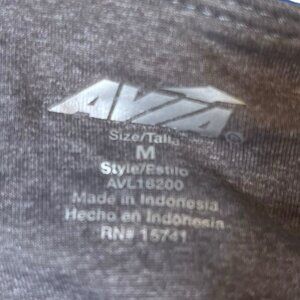 AVIA
Size/Talla
M
Style/Estilo
AVL16200
Made in Indonesia
Hecho en Indonesia
RN# 15741